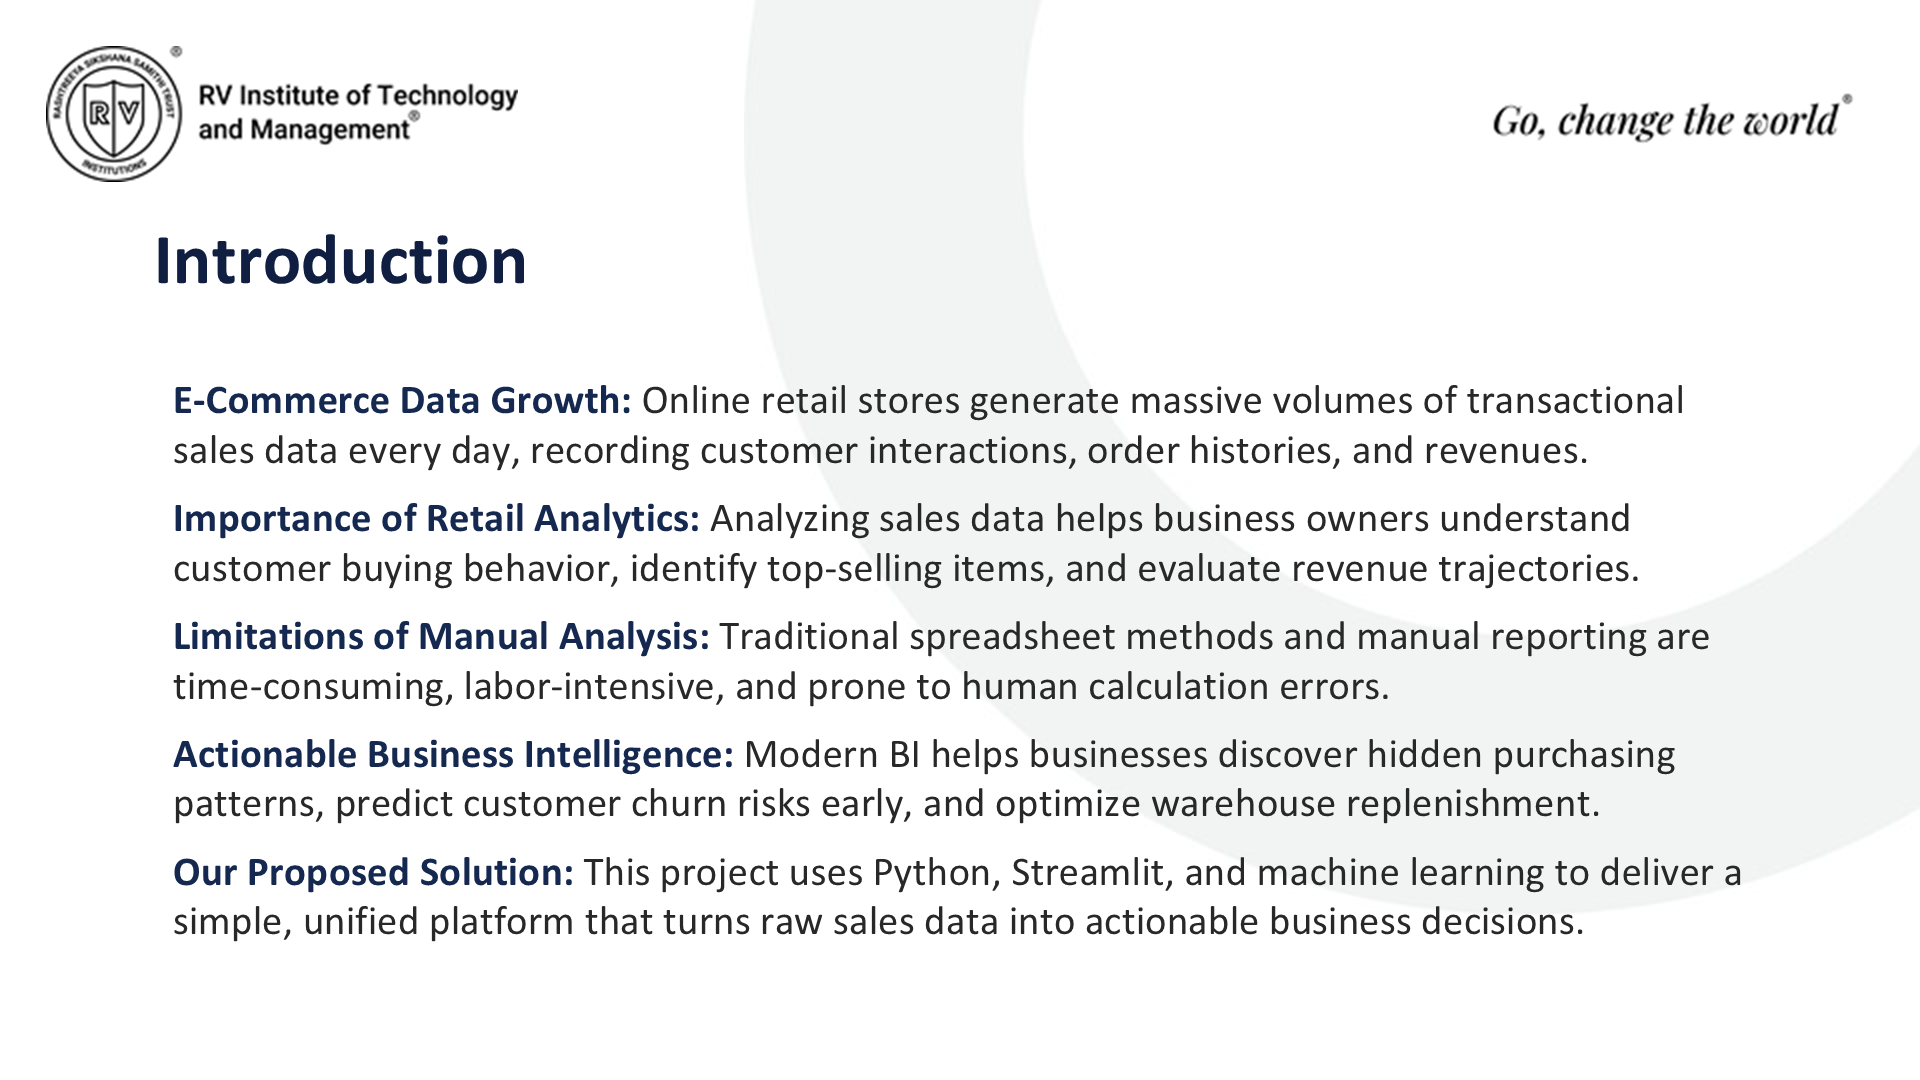 RASHTREEYA SIKSHANA SAMITHI TRUST
RV
INSTITUTIONS
®
RV Institute of Technology
and Management®
Go, change the world®
Introduction
E-Commerce Data Growth: Online retail stores generate massive volumes of transactional
sales data every day, recording customer interactions, order histories, and revenues.
Importance of Retail Analytics: Analyzing sales data helps business owners understand
customer buying behavior, identify top-selling items, and evaluate revenue trajectories.
Limitations of Manual Analysis: Traditional spreadsheet methods and manual reporting are
time-consuming, labor-intensive, and prone to human calculation errors.
Actionable Business Intelligence: Modern BI helps businesses discover hidden purchasing
patterns, predict customer churn risks early, and optimize warehouse replenishment.
Our Proposed Solution: This project uses Python, Streamlit, and machine learning to deliver a
simple, unified platform that turns raw sales data into actionable business decisions.